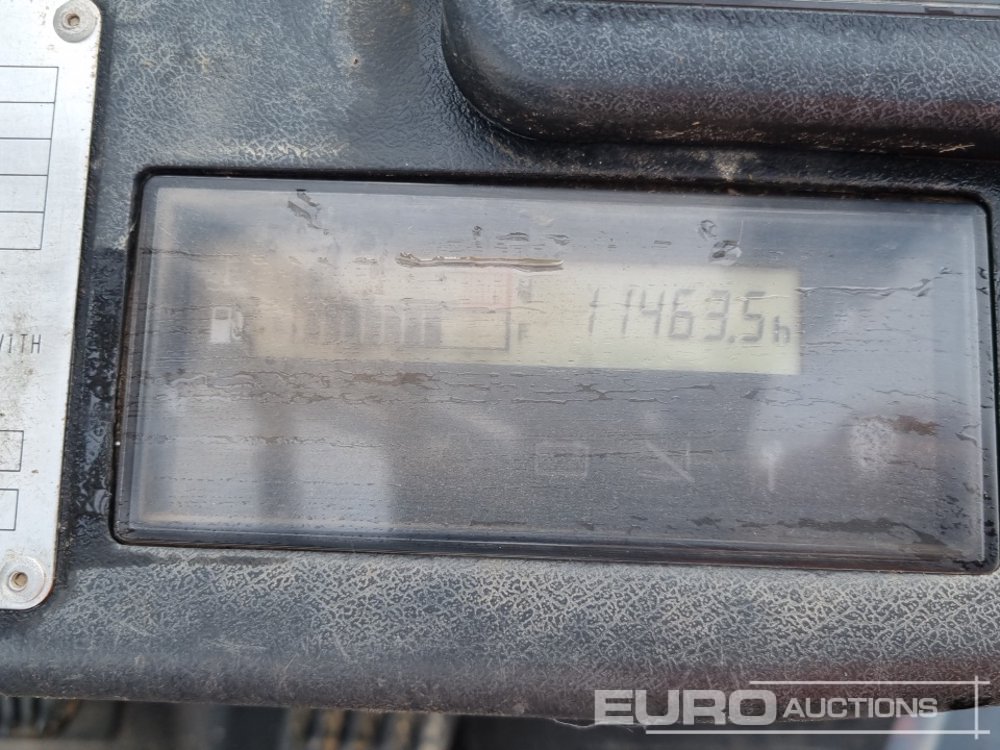 WITH
11463.5h
EURO AUCTIONS